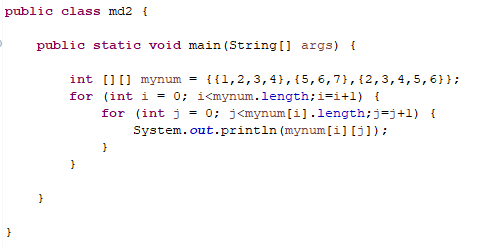 public class md2 {
public static void main(String[] args) {
int [][] mynum = {{1,2,3,4},{5,6,7},{2,3,4,5,6}};
for (int i = 0; i<mynum.length;i=i+1) {
for (int j = 0; j<mynum[i].length;j=j+1) {
System.out.println(mynum[i][j]);
}
}
}
}